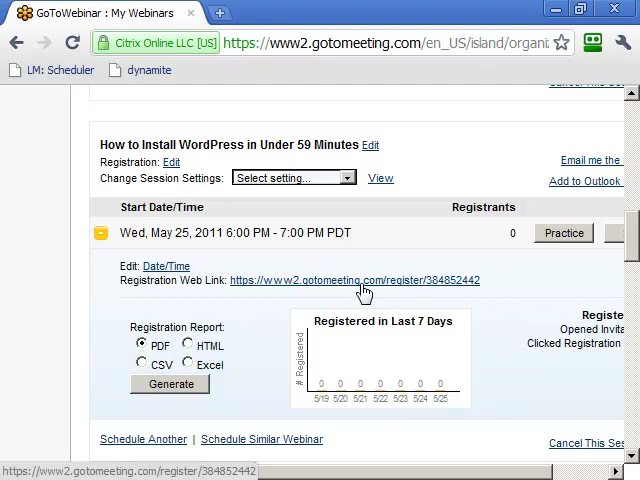 GoToWebinar : My Webinars
Citrix Online LLC [US] https://www2.gotomeeting.com/en_US/island/organiz
LM: Scheduler dynamite
How to Install WordPress in Under 59 Minutes Edit
Registration: Edit
Email me the
Change Session Settings: Select setting... View
Add to Outlook
Start Date/Time Registrants
Wed, May 25, 2011 6:00 PM - 7:00 PM PDT 0 Practice
Edit: Date/Time
Registration Web Link: https://www2.gotomeeting.com/register/384852442
Registration Report:
PDF HTML
CSV Excel
Generate
Registered in Last 7 Days
# Registered
0 0 0 0 0 0 0
5/19 5/20 5/21 5/22 5/23 5/24 5/25
Registe
Opened Invita
Clicked Registration
Schedule Another | Schedule Similar Webinar
Cancel This Ses
https://www2.gotomeeting.com/register/384852442